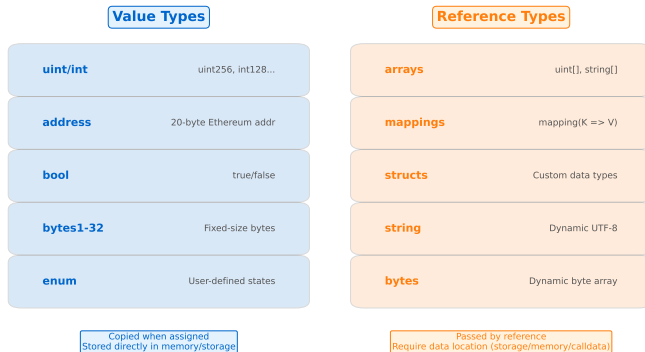 Value Types
uint/int uint256, int128...
address 20-byte Ethereum addr
bool true/false
bytes1-32 Fixed-size bytes
enum User-defined states
Copied when assigned
Stored directly in memory/storage
Reference Types
arrays uint[], string[]
mappings mapping(K => V)
structs Custom data types
string Dynamic UTF-8
bytes Dynamic byte array
Passed by reference
Require data location (storage/memory/calldata)